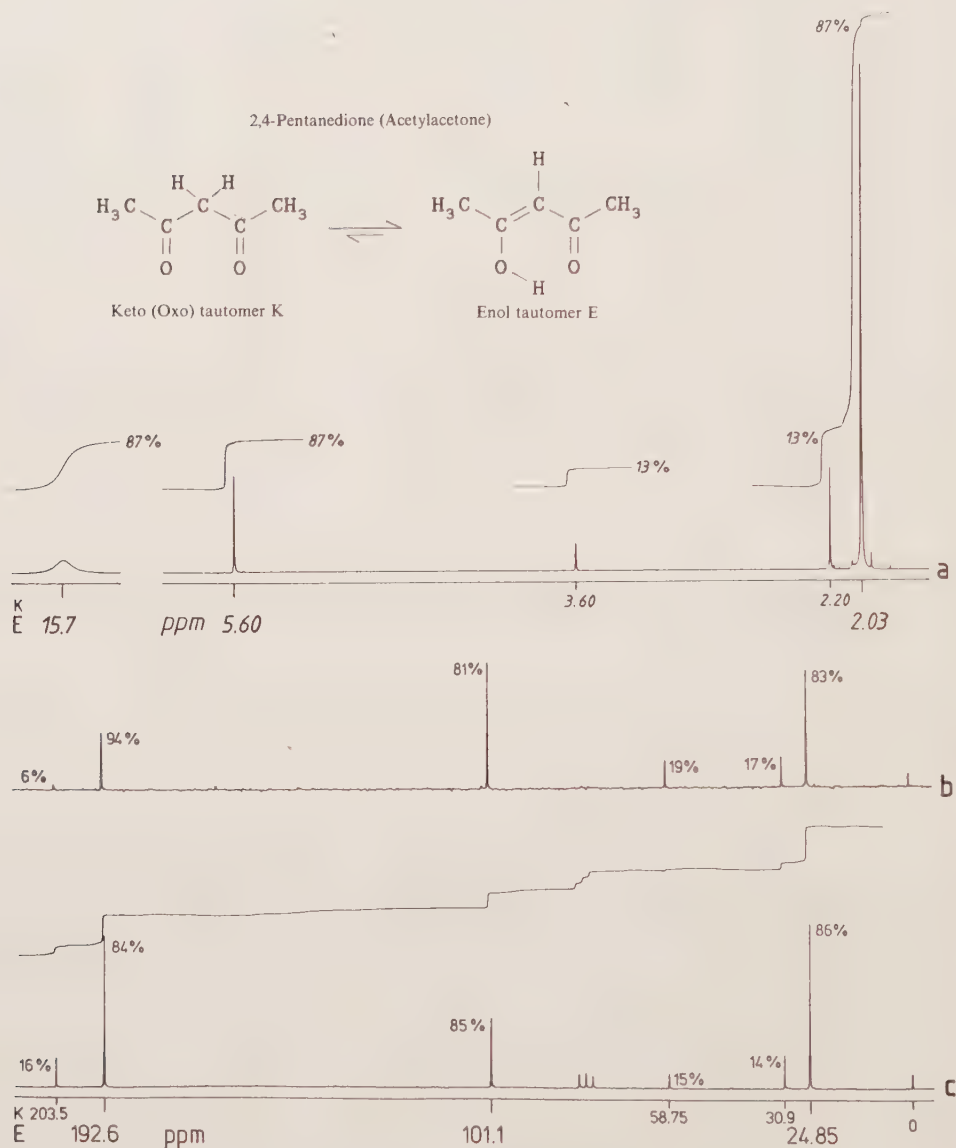 87%
2,4-Pentanedione (Acetylacetone)
H H H
H₃C C CH₃ H₃C C CH₃
C C C C
O O O O
H
Keto (Oxo) tautomer K Enol tautomer E
87% 87% 13% 13%
a
K 3.60 2.20
E 15.7 ppm 5.60 2.03
81% 83%
94%
6% 19% 17%
b
84% 86%
85%
16% 15% 14%
c
K 203.5 58.75 30.9 0
E 192.6 ppm 101.1 24.85